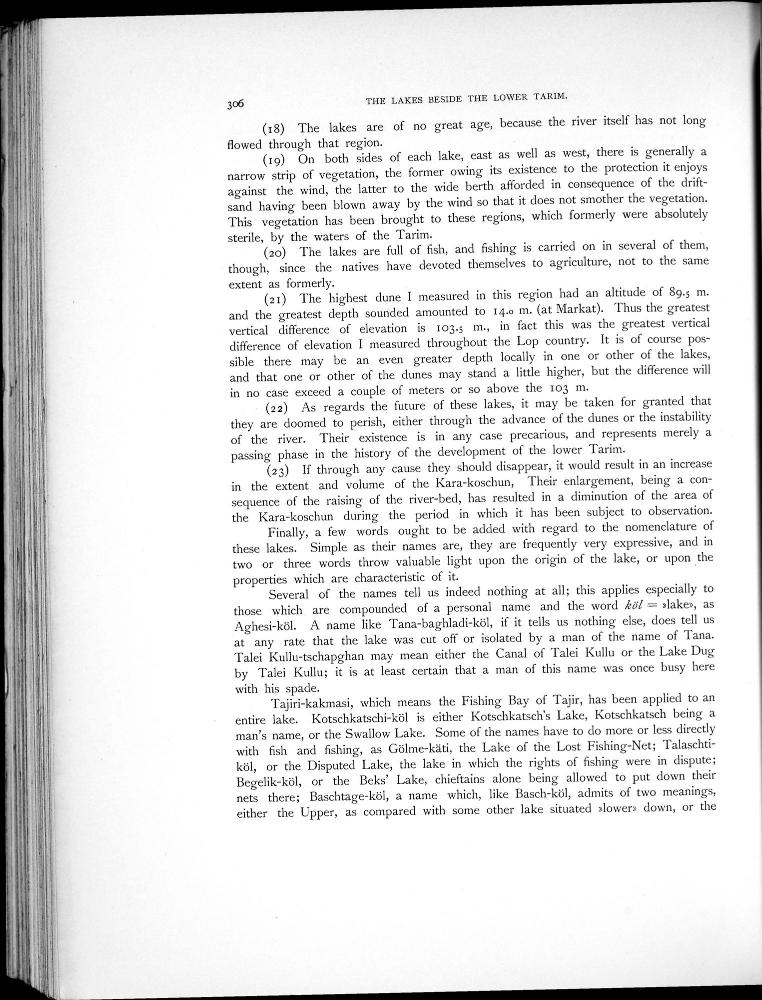 306 THE LAKES BESIDE THE LOWER TARIM.
(18) The lakes are of no great age, because the river itself has not long
flowed through that region.
(19) On both sides of each lake, east as well as west, there is generally a
narrow strip of vegetation, the former owing its existence to the protection it enjoys
against the wind, the latter to the wide berth afforded in consequence of the drift-
sand having been blown away by the wind so that it does not smother the vegetation.
This vegetation has been brought to these regions, which formerly were absolutely
sterile, by the waters of the Tarim.
(20) The lakes are full of fish, and fishing is carried on in several of them,
though, since the natives have devoted themselves to agriculture, not to the same
extent as formerly.
(21) The highest dune I measured in this region had an altitude of 89.5 m.
and the greatest depth sounded amounted to 14.0 m. (at Markat). Thus the greatest
vertical difference of elevation is 103.5 m., in fact this was the greatest vertical
difference of elevation I measured throughout the Lop country. It is of course pos-
sible there may be an even greater depth locally in one or other of the lakes,
and that one or other of the dunes may stand a little higher, but the difference will
in no case exceed a couple of meters or so above the 103 m.
(22) As regards the future of these lakes, it may be taken for granted that
they are doomed to perish, either through the advance of the dunes or the instability
of the river. Their existence is in any case precarious, and represents merely a
passing phase in the history of the development of the lower Tarim.
(23) If through any cause they should disappear, it would result in an increase
in the extent and volume of the Kara-koschun, Their enlargement, being a con-
sequence of the raising of the river-bed, has resulted in a diminution of the area of
the Kara-koschun during the period in which it has been subject to observation.
Finally, a few words ought to be added with regard to the nomenclature of
these lakes. Simple as their names are, they are frequently very expressive, and in
two or three words throw valuable light upon the origin of the lake, or upon the
properties which are characteristic of it.
Several of the names tell us indeed nothing at all; this applies especially to
those which are compounded of a personal name and the word köl = »lake», as
Aghesi-köl. A name like Tana-baghladi-köl, if it tells us nothing else, does tell us
at any rate that the lake was cut off or isolated by a man of the name of Tana.
Talei Kullu-tschapghan may mean either the Canal of Talei Kullu or the Lake Dug
by Talei Kullu; it is at least certain that a man of this name was once busy here
with his spade.
Tajiri-kakmasi, which means the Fishing Bay of Tajir, has been applied to an
entire lake. Kotschkatschi-köl is either Kotschkatsch's Lake, Kotschkatsch being a
man's name, or the Swallow Lake. Some of the names have to do more or less directly
with fish and fishing, as Gölme-käti, the Lake of the Lost Fishing-Net; Talaschti-
köl, or the Disputed Lake, the lake in which the rights of fishing were in dispute;
Begelik-köl, or the Beks' Lake, chieftains alone being allowed to put down their
nets there; Baschtage-köl, a name which, like Basch-köl, admits of two meanings,
either the Upper, as compared with some other lake situated »lower» down, or the